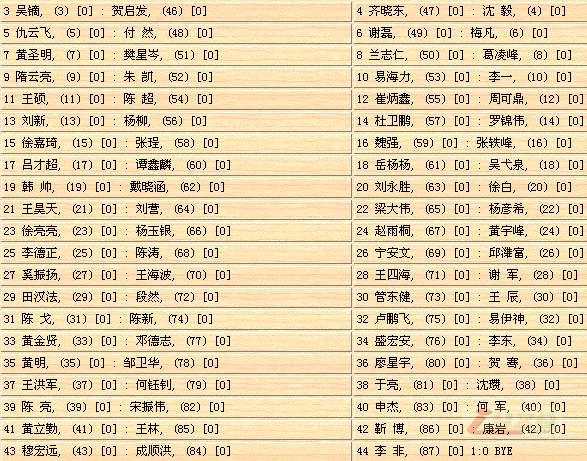 3 吴镝, (3) [0] : 贺启发, (46) [0] 4 齐晓东, (47) [0] : 沈 毅, (4) [0]
5 仇云飞, (5) [0] : 付 然, (48) [0] 6 谢磊, (49) [0] : 梅凡, (6) [0]
7 黄圣明, (7) [0] : 樊星岑, (51) [0] 8 兰志仁, (50) [0] : 葛凌峰, (8) [0]
9 隋云亮, (9) [0] : 朱 凯, (52) [0] 10 易海力, (53) [0] : 李一, (10) [0]
11 王硕, (11) [0] : 陈 超, (54) [0] 12 崔炳鑫, (55) [0] : 周可鼎, (12) [0]
13 刘新, (13) [0] : 杨柳, (56) [0] 14 杜卫鹏, (57) [0] : 罗锦伟, (14) [0]
15 徐嘉琦, (15) [0] : 张珵, (58) [0] 16 魏强, (59) [0] : 张轶峰, (16) [0]
17 吕才超, (17) [0] : 谭鑫麟, (60) [0] 18 岳杨杨, (61) [0] : 吴弋泉, (18) [0]
19 韩 帅, (19) [0] : 戴晓涵, (62) [0] 20 刘永胜, (63) [0] : 徐白, (20) [0]
21 王昊天, (21) [0] : 刘营, (64) [0] 22 梁大伟, (65) [0] : 杨彦希, (22) [0]
23 徐亮亮, (23) [0] : 杨玉银, (66) [0] 24 赵雨桐, (67) [0] : 黄宇峰, (24) [0]
25 李德正, (25) [0] : 陈涛, (68) [0] 26 宁安文, (69) [0] : 邱濰富, (26) [0]
27 奚振扬, (27) [0] : 王海波, (70) [0] 28 王四海, (71) [0] : 谢 军, (28) [0]
29 田汉法, (29) [0] : 段然, (72) [0] 30 管东健, (73) [0] : 王 辰, (30) [0]
31 陈 戈, (31) [0] : 陈新, (74) [0] 32 卢鹏飞, (75) [0] : 易伊神, (32) [0]
33 黄金贤, (33) [0] : 邓德志, (77) [0] 34 盛宏安, (76) [0] : 李东, (34) [0]
35 黄明, (35) [0] : 邹卫华, (78) [0] 36 廖星宇, (80) [0] : 贺 骞, (36) [0]
37 王洪军, (37) [0] : 何钰钊, (79) [0] 38 于亮, (81) [0] : 沈瓒, (38) [0]
39 陈 亮, (39) [0] : 宋振伟, (82) [0] 40 申杰, (83) [0] : 何 军, (40) [0]
41 黄立勤, (41) [0] : 王林, (85) [0] 42 靳 博, (86) [0] : 康岩, (42) [0]
43 穆宏远, (43) [0] : 成顺洪, (84) [0] 44 李 非, (87) [0] 1:0 BYE